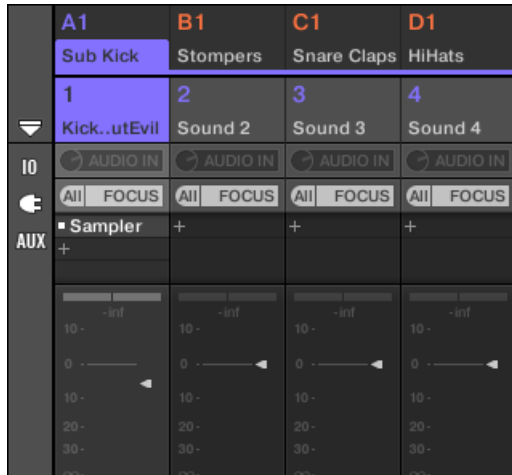 A1 B1 C1 D1
Sub Kick Stompers Snare Claps HiHats
1 2 3 4
Kick..utEvil Sound 2 Sound 3 Sound 4
IO AUDIO IN AUDIO IN AUDIO IN AUDIO IN
All FOCUS All FOCUS All FOCUS All FOCUS
Sampler + + +
AUX +
-inf -inf -inf -inf
10 - 10 - 10 - 10 -
0 - 0 - 0 - 0 -
10 - 10 - 10 - 10 -
20 - 20 - 20 - 20 -
30 - 30 - 30 - 30 -